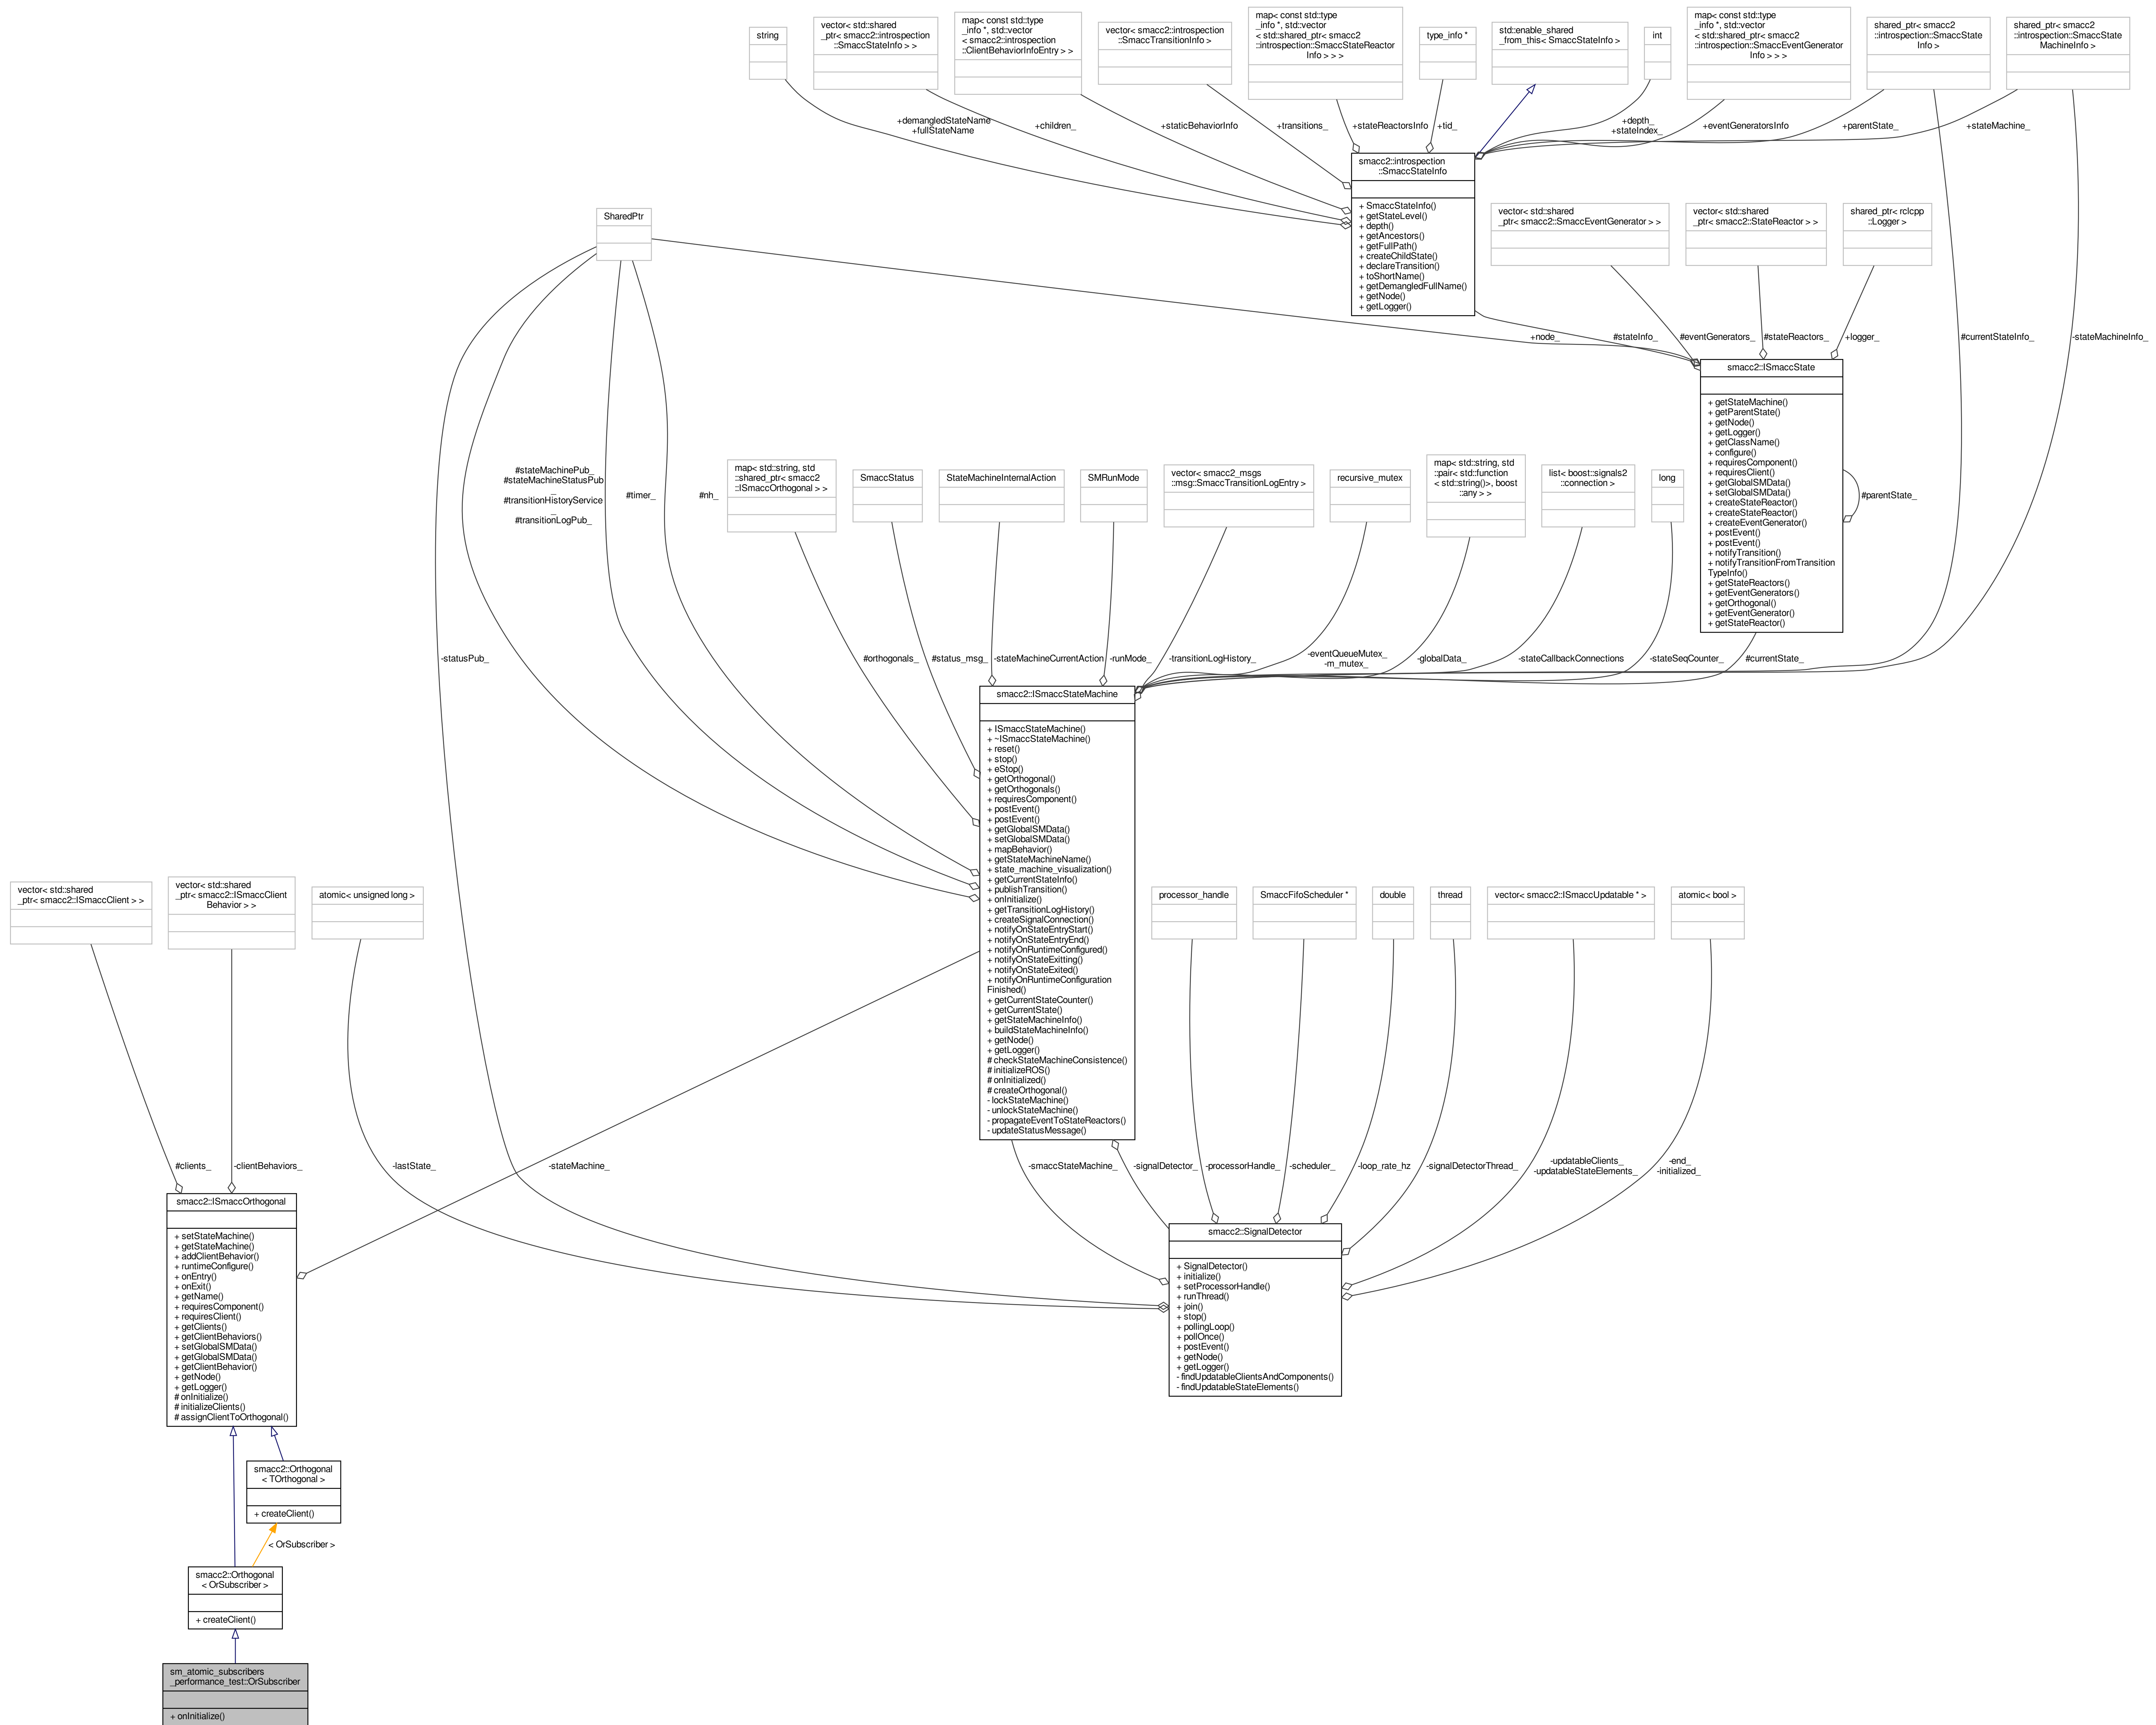 string
vector< std::shared
_ptr< smacc2::introspection
::SmaccStateInfo > >
map< const std::type
_info *, std::vector
< smacc2::introspection
::ClientBehaviorInfoEntry > >
vector< smacc2::introspection
::SmaccTransitionInfo >
map< const std::type
_info *, std::vector
< std::shared_ptr< smacc2
::introspection::SmaccStateReactor
Info > > >
type_info *
std::enable_shared
_from_this< SmaccStateInfo >
int
map< const std::type
_info *, std::vector
< std::shared_ptr< smacc2
::introspection::SmaccEventGenerator
Info > > >
shared_ptr< smacc2
::introspection::SmaccState
Info >
shared_ptr< smacc2
::introspection::SmaccState
MachineInfo >
+demangledStateName
+fullStateName
+children_
+staticBehaviorInfo
+transitions_
+stateReactorsInfo
+tid_
+depth_
+stateIndex_
+eventGeneratorsInfo
+parentState_
+stateMachine_
smacc2::introspection
::SmaccStateInfo
+ SmaccStateInfo()
+ getStateLevel()
+ depth()
+ getAncestors()
+ getFullPath()
+ createChildState()
+ declareTransition()
+ toShortName()
+ getDemangledFullName()
+ getNode()
+ getLogger()
SharedPtr
vector< std::shared
_ptr< smacc2::SmaccEventGenerator > >
vector< std::shared
_ptr< smacc2::StateReactor > >
shared_ptr< rclcpp
::Logger >
+node_
#stateInfo_
#eventGenerators_
#stateReactors_
+logger_
#currentStateInfo_
-stateMachineInfo_
smacc2::ISmaccState
+ getStateMachine()
+ getParentState()
+ getNode()
+ getLogger()
+ getClassName()
+ configure()
+ requiresComponent()
+ requiresClient()
+ getGlobalSMData()
+ setGlobalSMData()
+ createStateReactor()
+ createStateReactor()
+ createEventGenerator()
+ postEvent()
+ postEvent()
+ notifyTransition()
+ notifyTransitionFromTransition
TypeInfo()
+ getStateReactors()
+ getEventGenerators()
+ getOrthogonal()
+ getEventGenerator()
+ getStateReactor()
#parentState_
#stateMachinePub_
#stateMachineStatusPub
_
#transitionHistoryService
_
#transitionLogPub_
#timer_
#nh_
map< std::string, std
::shared_ptr< smacc2
::ISmaccOrthogonal > >
SmaccStatus
StateMachineInternalAction
SMRunMode
vector< smacc2_msgs
::msg::SmaccTransitionLogEntry >
recursive_mutex
map< std::string, std
::pair< std::function
< std::string()>, boost
::any > >
list< boost::signals2
::connection >
long
-statusPub_
#orthogonals_
#status_msg_
-stateMachineCurrentAction
-runMode_
-transitionLogHistory_
-eventQueueMutex_
-m_mutex_
-globalData_
-stateCallbackConnections
-stateSeqCounter_
#currentState_
smacc2::ISmaccStateMachine
+ ISmaccStateMachine()
+ ~ISmaccStateMachine()
+ reset()
+ stop()
+ eStop()
+ getOrthogonal()
+ getOrthogonals()
+ requiresComponent()
+ postEvent()
+ postEvent()
+ getGlobalSMData()
+ setGlobalSMData()
+ mapBehavior()
+ getStateMachineName()
+ state_machine_visualization()
+ getCurrentStateInfo()
+ publishTransition()
+ onInitialize()
+ getTransitionLogHistory()
+ createSignalConnection()
+ notifyOnStateEntryStart()
+ notifyOnStateEntryEnd()
+ notifyOnRuntimeConfigured()
+ notifyOnStateExitting()
+ notifyOnStateExited()
+ notifyOnRuntimeConfiguration
Finished()
+ getCurrentStateCounter()
+ getCurrentState()
+ getStateMachineInfo()
+ buildStateMachineInfo()
+ getNode()
+ getLogger()
# checkStateMachineConsistence()
# initializeROS()
# onInitialized()
# createOrthogonal()
- lockStateMachine()
- unlockStateMachine()
- propagateEventToStateReactors()
- updateStatusMessage()
vector< std::shared
_ptr< smacc2::ISmaccClient > >
vector< std::shared
_ptr< smacc2::ISmaccClient
Behavior > >
atomic< unsigned long >
processor_handle
SmaccFifoScheduler *
double
thread
vector< smacc2::ISmaccUpdatable * >
atomic< bool >
#clients_
-clientBehaviors_
-lastState_
-stateMachine_
-smaccStateMachine_
-signalDetector_
-processorHandle_
-scheduler_
-loop_rate_hz
-signalDetectorThread_
-updatableClients_
-updatableStateElements_
-end_
-initialized_
smacc2::ISmaccOrthogonal
+ setStateMachine()
+ getStateMachine()
+ addClientBehavior()
+ runtimeConfigure()
+ onEntry()
+ onExit()
+ getName()
+ requiresComponent()
+ requiresClient()
+ getClients()
+ getClientBehaviors()
+ setGlobalSMData()
+ getGlobalSMData()
+ getClientBehavior()
+ getNode()
+ getLogger()
# onInitialize()
# initializeClients()
# assignClientToOrthogonal()
smacc2::SignalDetector
+ SignalDetector()
+ initialize()
+ setProcessorHandle()
+ runThread()
+ join()
+ stop()
+ pollingLoop()
+ pollOnce()
+ postEvent()
+ getNode()
+ getLogger()
- findUpdatableClientsAndComponents()
- findUpdatableStateElements()
smacc2::Orthogonal
< TOrthogonal >
+ createClient()
< OrSubscriber >
smacc2::Orthogonal
< OrSubscriber >
+ createClient()
sm_atomic_subscribers
_performance_test::OrSubscriber
+ onInitialize()